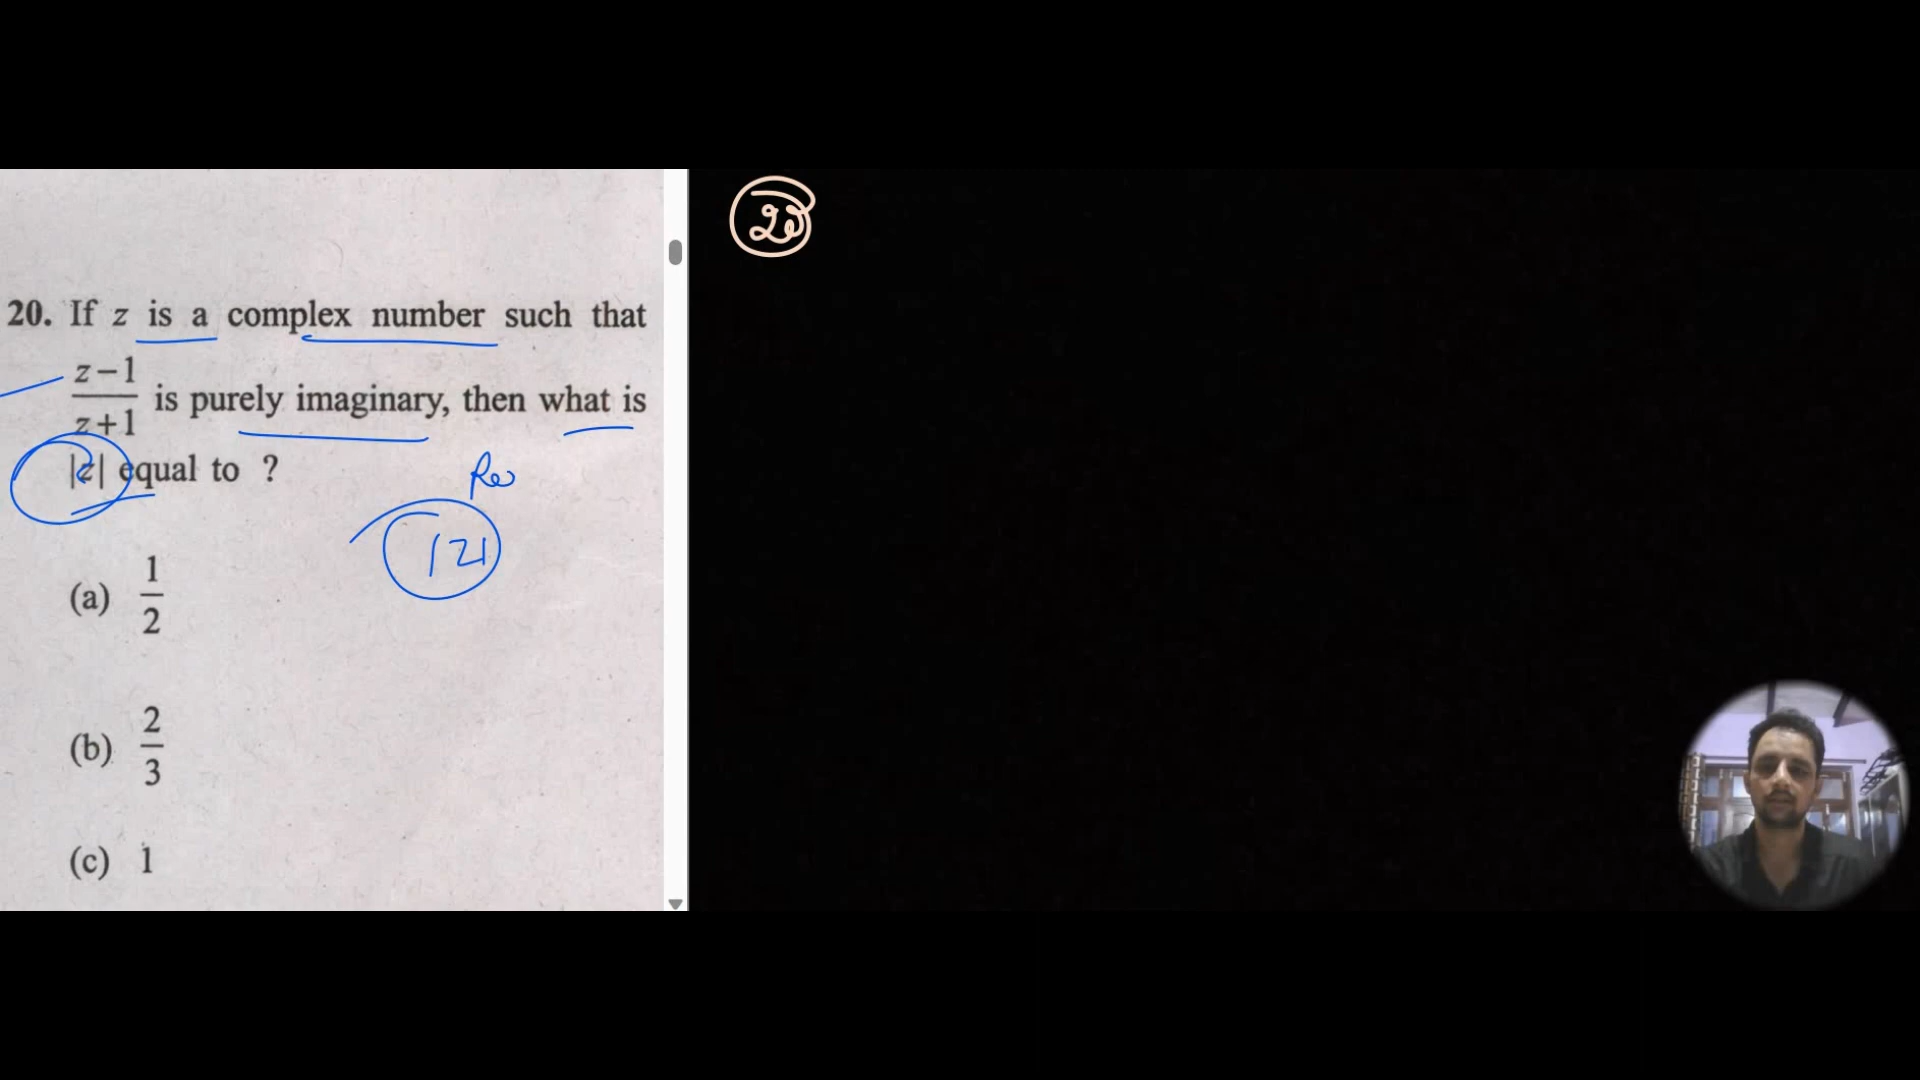 20. If z is a complex number such that
z−1
z+1
is purely imaginary, then what is
|z| equal to ?
Re
|z|
(a) 1/2
(b) 2/3
(c) 1
20